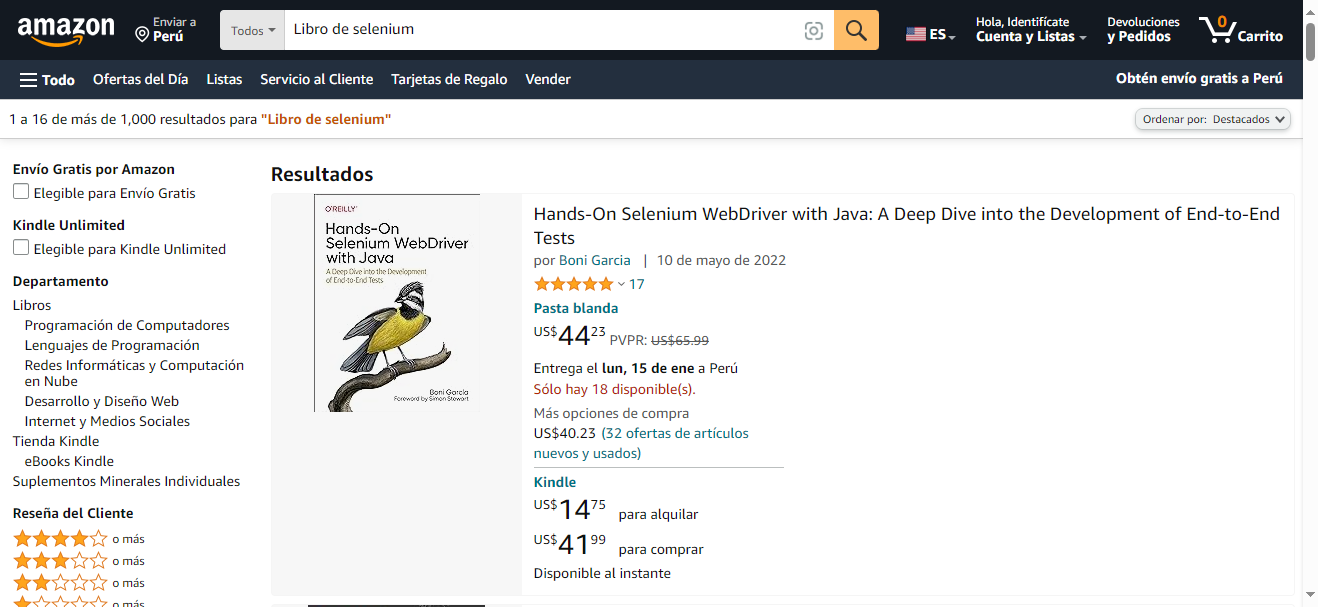 amazon
Enviar a
Perú
Todos
Libro de selenium
ES
Hola, Identifícate
Cuenta y Listas
Devoluciones
y Pedidos
0
Carrito
Todo
Ofertas del Día
Listas
Servicio al Cliente
Tarjetas de Regalo
Vender
Obtén envío gratis a Perú
1 a 16 de más de 1,000 resultados para "Libro de selenium"
Ordenar por: Destacados
Envío Gratis por Amazon
Elegible para Envío Gratis
Kindle Unlimited
Elegible para Kindle Unlimited
Departamento
Libros
Programación de Computadores
Lenguajes de Programación
Redes Informáticas y Computación
en Nube
Desarrollo y Diseño Web
Internet y Medios Sociales
Tienda Kindle
eBooks Kindle
Suplementos Minerales Individuales
Reseña del Cliente
o más
o más
o más
o más
Resultados
O'REILLY
Hands-On
Selenium WebDriver
with Java
A Deep Dive into the Development
of End-to-End Tests
Boni García
Foreword by Simon Stewart
Hands-On Selenium WebDriver with Java: A Deep Dive into the Development of End-to-End
Tests
por Boni Garcia | 10 de mayo de 2022
17
Pasta blanda
US$44 23 PVPR: US$65.99
Entrega el lun, 15 de ene a Perú
Sólo hay 18 disponible(s).
Más opciones de compra
US$40.23 (32 ofertas de artículos
nuevos y usados)
Kindle
US$14 75 para alquilar
US$41 99 para comprar
Disponible al instante